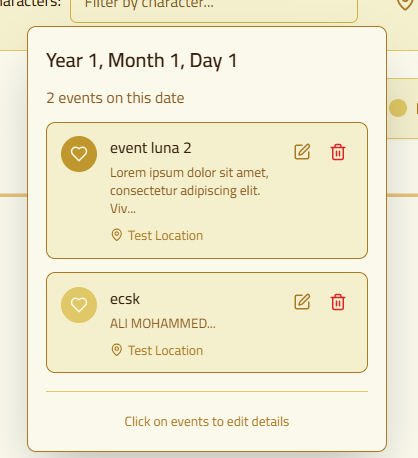 aracters:
Filter by character...
Year 1, Month 1, Day 1
2 events on this date
event luna 2
Lorem ipsum dolor sit amet,
consectetur adipiscing elit.
Viv...
Test Location
ecsk
ALI MOHAMMED...
Test Location
Click on events to edit details